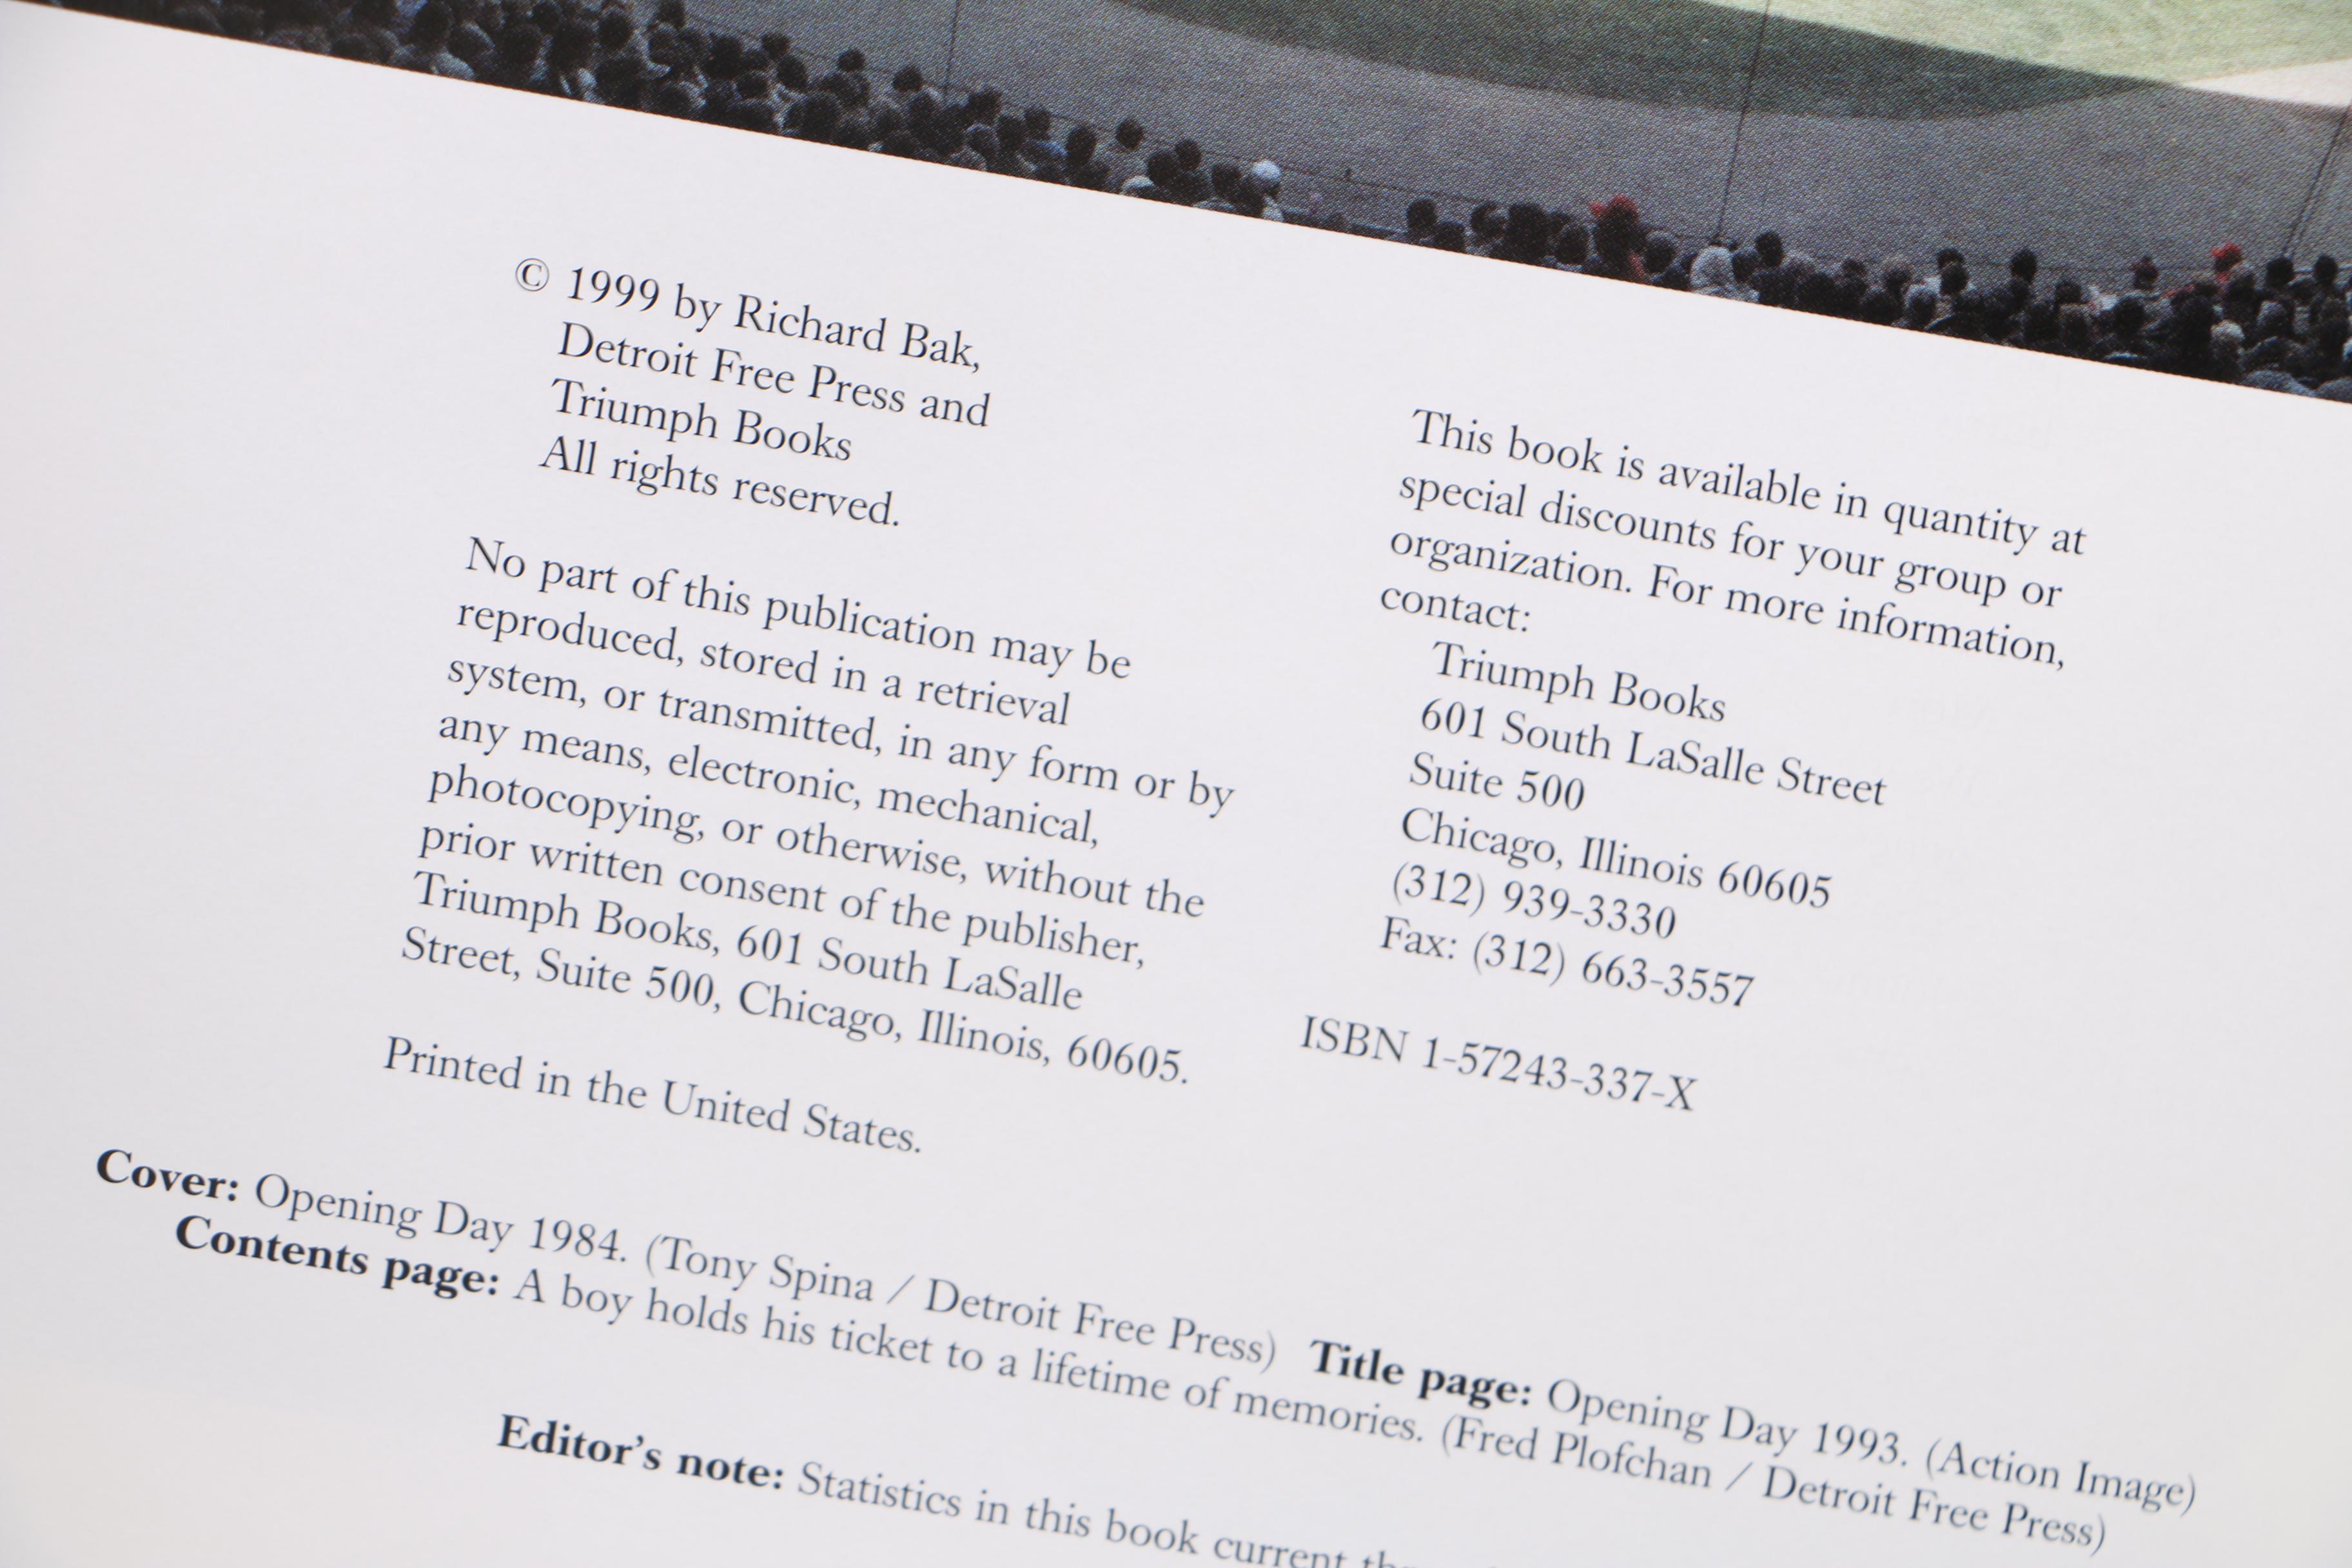 © 1999 by Richard Bak,
Detroit Free Press and
Triumph Books
All rights reserved.
No part of this publication may be
reproduced, stored in a retrieval
system, or transmitted, in any form or by
any means, electronic, mechanical,
photocopying, or otherwise, without the
prior written consent of the publisher,
Triumph Books, 601 South LaSalle
Street, Suite 500, Chicago, Illinois, 60605.
Printed in the United States.
This book is available in quantity at
special discounts for your group or
organization. For more information,
contact:
Triumph Books
601 South LaSalle Street
Suite 500
Chicago, Illinois 60605
(312) 939-3330
Fax: (312) 663-3557
ISBN 1-57243-337-X
Cover: Opening Day 1984. (Tony Spina / Detroit Free Press) Title page: Opening Day 1993. (Action Image)
Contents page: A boy holds his ticket to a lifetime of memories. (Fred Plofchan / Detroit Free Press)
Editor's note: Statistics in this book current